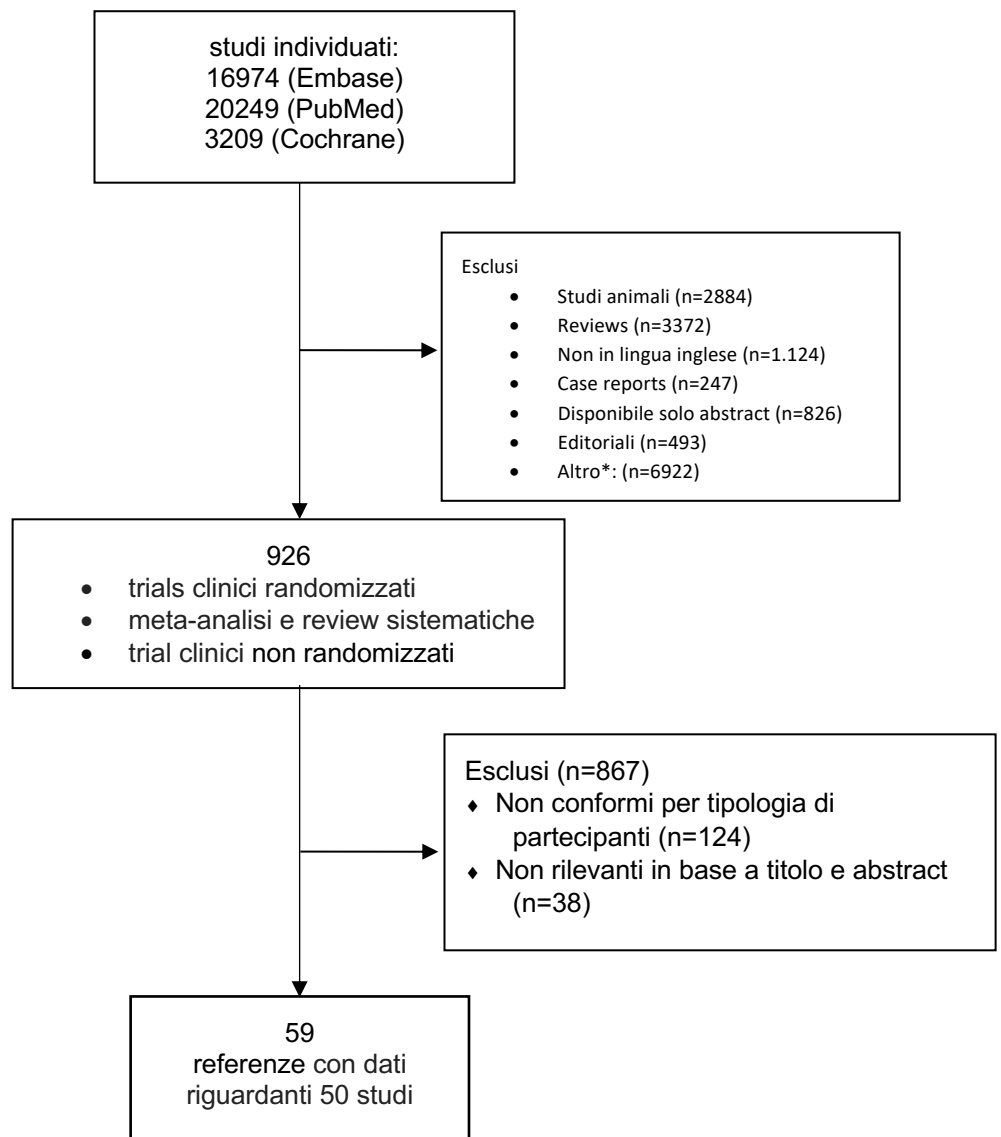 studi individuati:
16974 (Embase)
20249 (PubMed)
3209 (Cochrane)
Esclusi
• Studi animali (n=2884)
• Reviews (n=3372)
• Non in lingua inglese (n=1.124)
• Case reports (n=247)
• Disponibile solo abstract (n=826)
• Editoriali (n=493)
• Altro*: (n=6922)
926
• trials clinici randomizzati
• meta-analisi e review sistematiche
• trial clinici non randomizzati
Esclusi (n=867)
♦ Non conformi per tipologia di
partecipanti (n=124)
♦ Non rilevanti in base a titolo e abstract
(n=38)
59
referenze con dati
riguardanti 50 studi